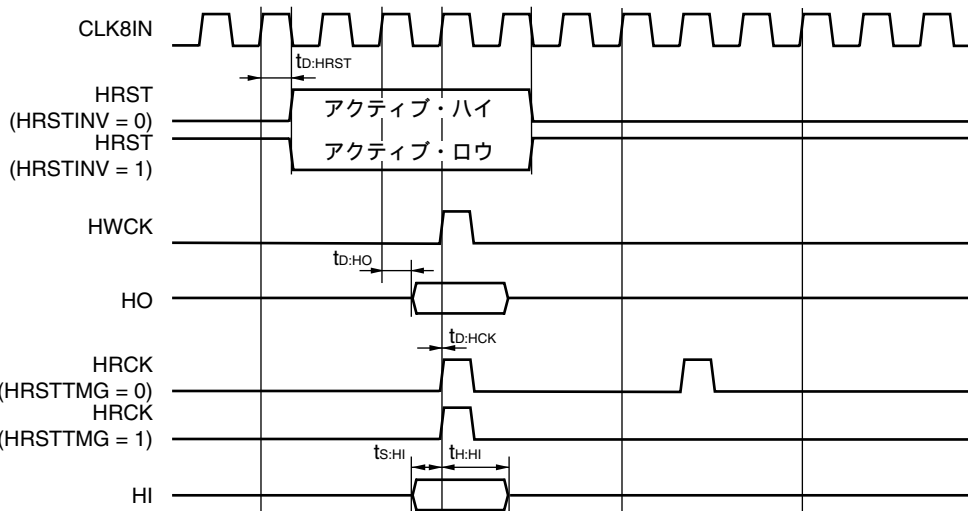 CLK8IN
tD:HRST
HRST
(HRSTINV = 0)
アクティブ・ハイ
HRST
(HRSTINV = 1)
アクティブ・ロウ
HWCK
tD:HO
HO
tD:HCK
HRCK
(HRSTTMG = 0)
HRCK
(HRSTTMG = 1)
tS:HI
tH:HI
HI